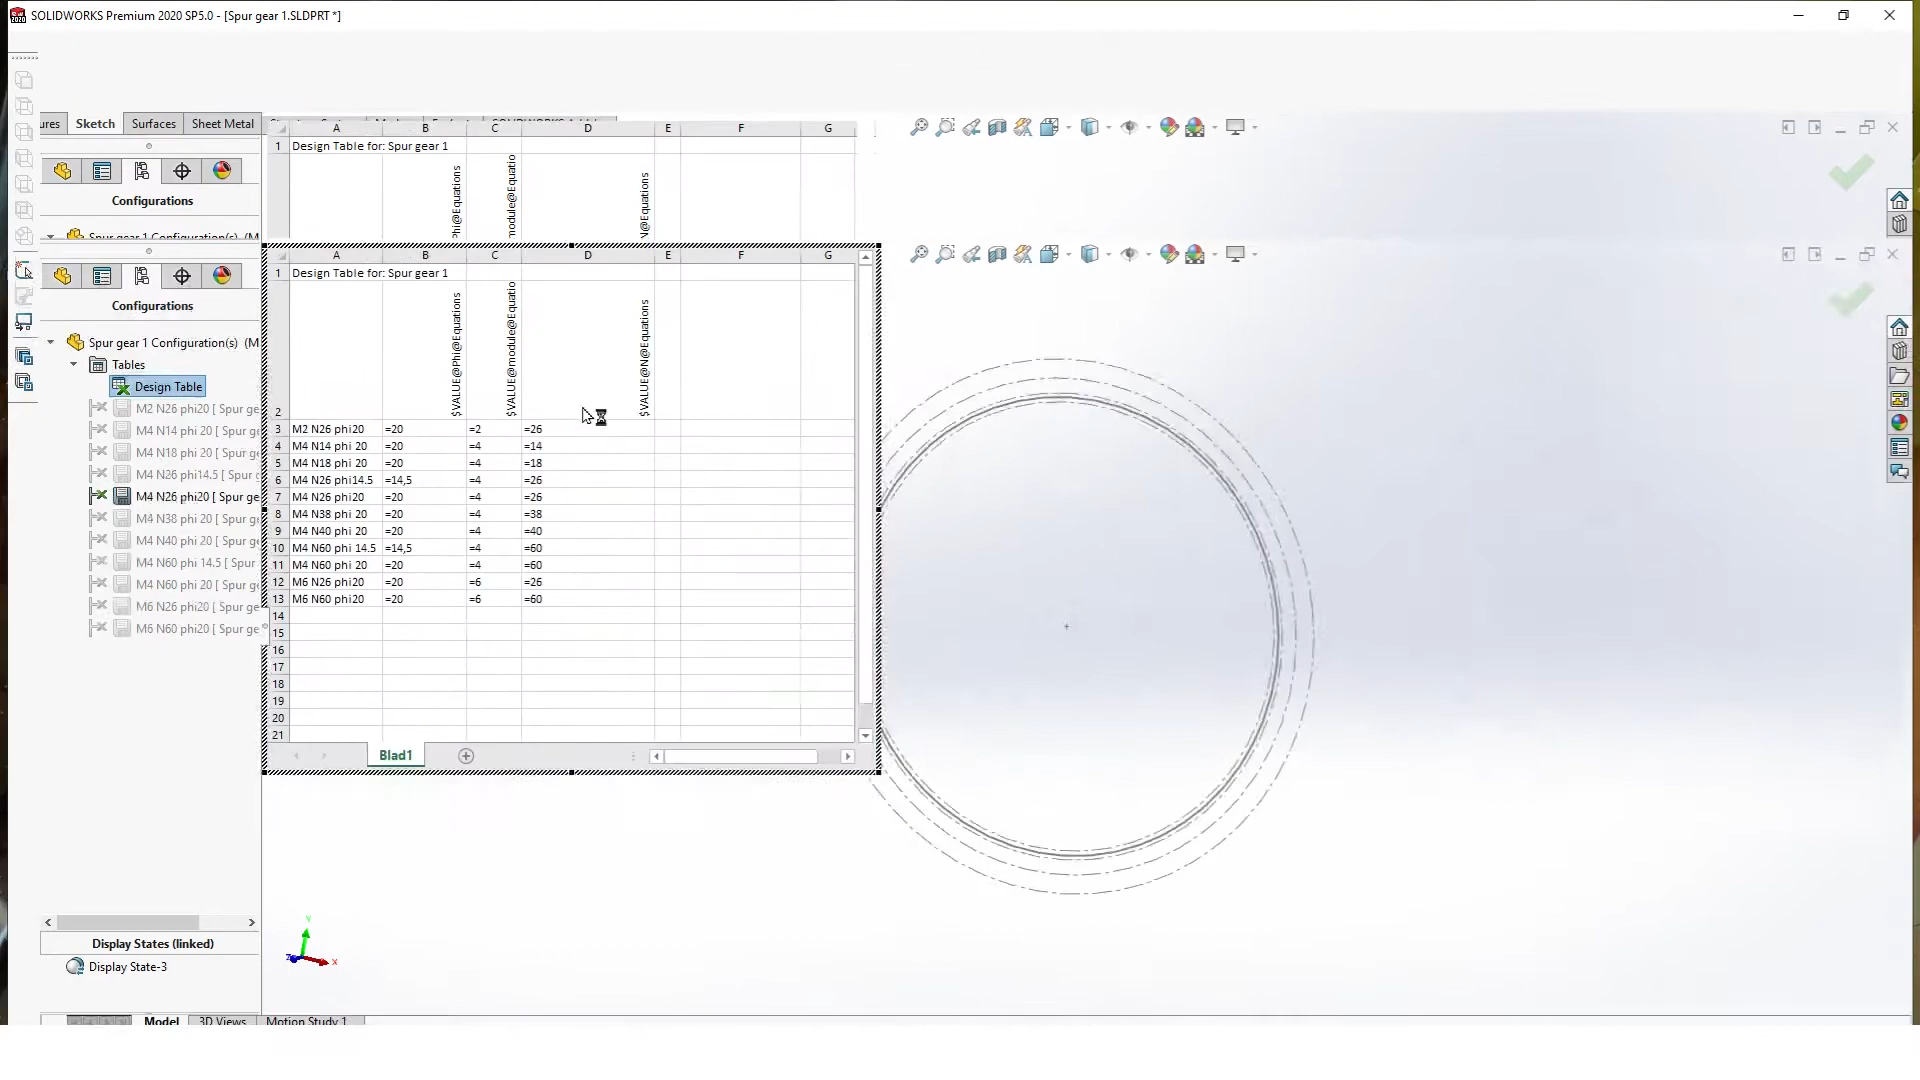 SOLIDWORKS Premium 2020 SP5.0 - [Spur gear 1.SLDPRT *]
ures Sketch Surfaces Sheet Metal
A B C D E F G
1 Design Table for: Spur gear 1
Phi@Equations module@Equatio N@Equations
Configurations
Spur gear 1 Configuration(s) (M
A B C D E F G
1 Design Table for: Spur gear 1
2 $VALUE@Phi@Equations $VALUE@module@Equatio $VALUE@N@Equations
3 M2 N26 phi20 =20 =2 =26
4 M4 N14 phi 20 =20 =4 =14
5 M4 N18 phi 20 =20 =4 =18
6 M4 N26 phi14.5 =14,5 =4 =26
7 M4 N26 phi20 =20 =4 =26
8 M4 N38 phi 20 =20 =4 =38
9 M4 N40 phi 20 =20 =4 =40
10 M4 N60 phi 14.5 =14,5 =4 =60
11 M4 N60 phi 20 =20 =4 =60
12 M6 N26 phi20 =20 =6 =26
13 M6 N60 phi20 =20 =6 =60
14
15
16
17
18
19
20
21
Blad1
Configurations
Spur gear 1 Configuration(s) (M
Tables
Design Table
M2 N26 phi20 [ Spur ge
M4 N14 phi 20 [ Spur g
M4 N18 phi 20 [ Spur g
M4 N26 phi14.5 [ Spur g
M4 N26 phi20 [ Spur ge
M4 N38 phi 20 [ Spur g
M4 N40 phi 20 [ Spur g
M4 N60 phi 14.5 [ Spur
M4 N60 phi 20 [ Spur g
M6 N26 phi20 [ Spur ge
M6 N60 phi20 [ Spur ge
Display States (linked)
Display State-3
Y
Z X
Model 3D Views Motion Study 1